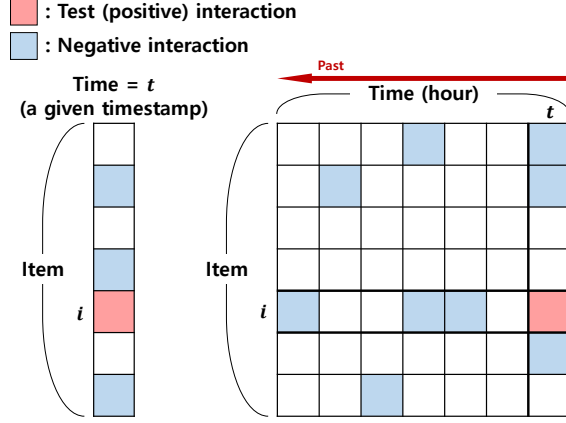 : Test (positive) interaction
: Negative interaction
Past
Time = t
(a given timestamp)
Time (hour)
t
Item
i
Item
i